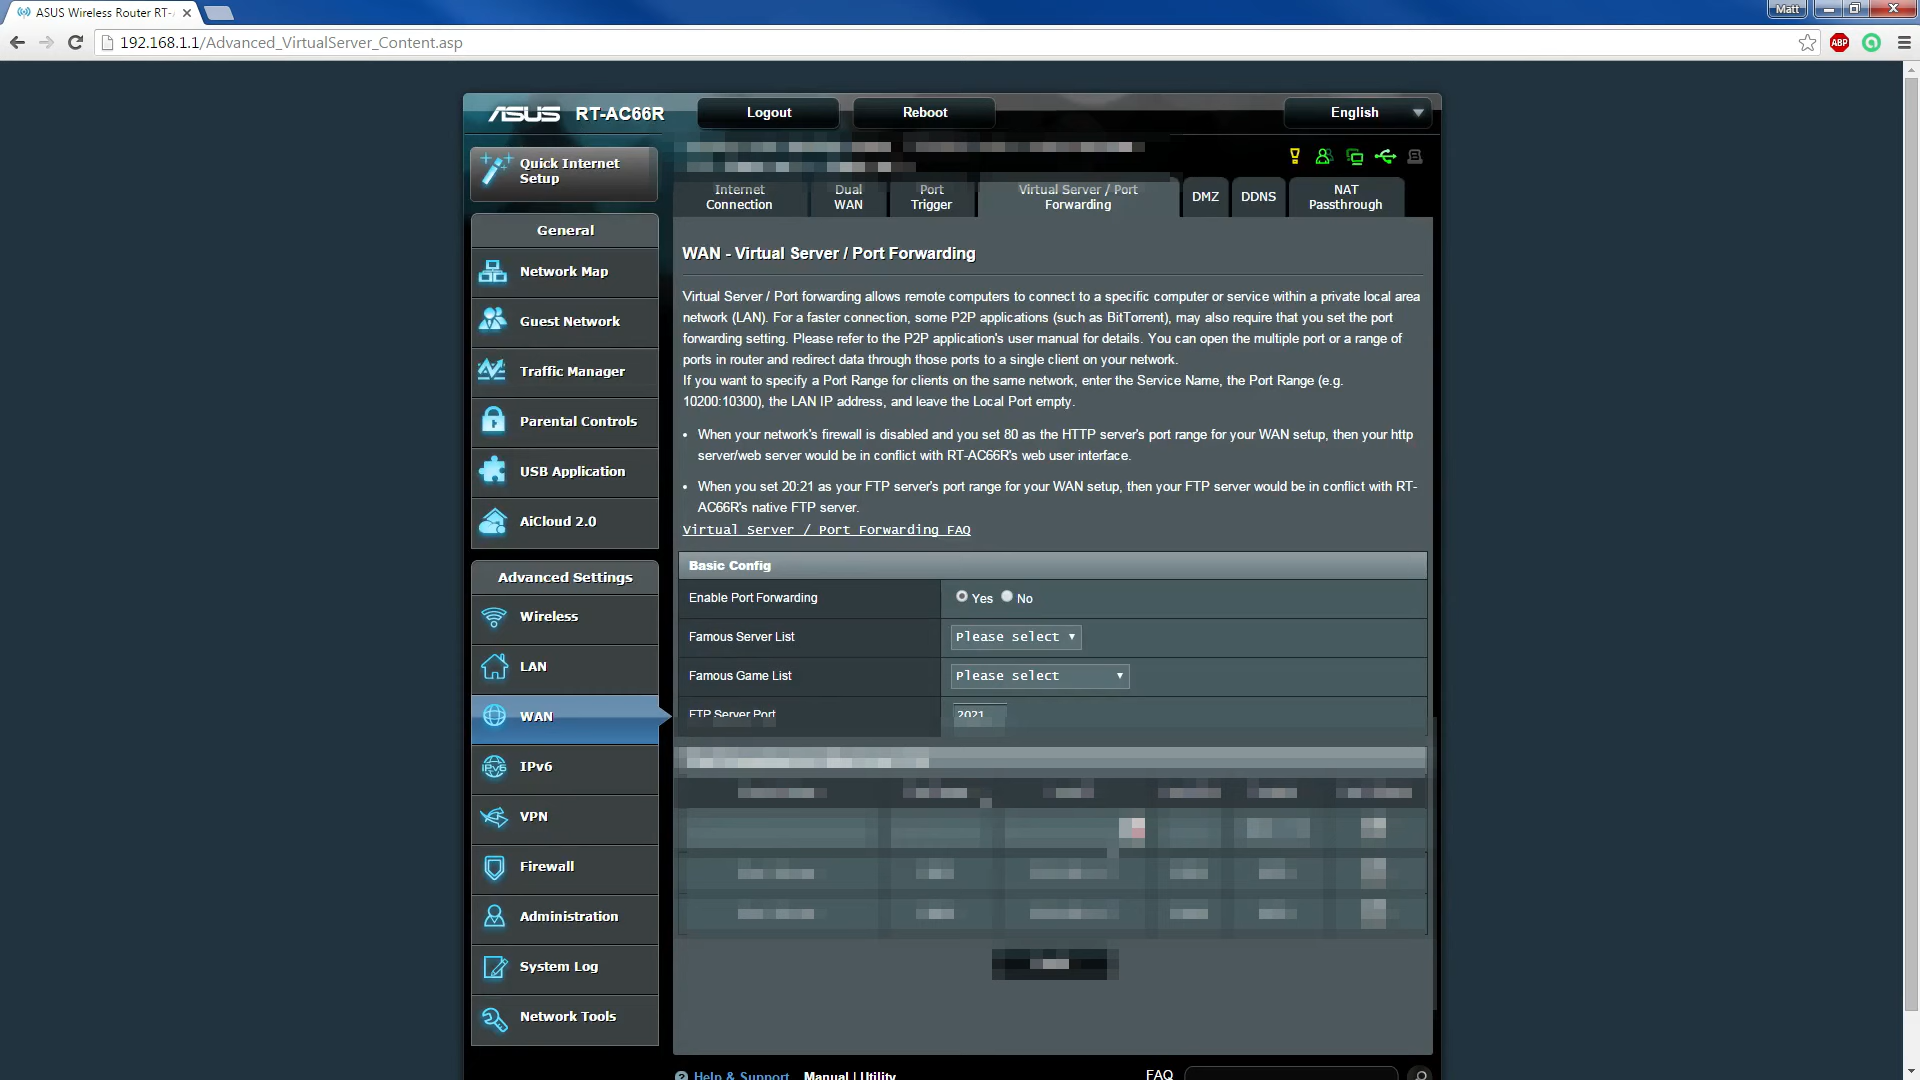 ASUS Wireless Router RT-
Matt
192.168.1.1/Advanced_VirtualServer_Content.asp
ABP
ASUS RT-AC66R
Logout
Reboot
English
Quick Internet
Setup
General
Network Map
Guest Network
Traffic Manager
Parental Controls
USB Application
AiCloud 2.0
Advanced Settings
Wireless
LAN
WAN
IPv6
VPN
Firewall
Administration
System Log
Network Tools
Internet
Connection
Dual
WAN
Port
Trigger
Virtual Server / Port
Forwarding
DMZ
DDNS
NAT
Passthrough
WAN - Virtual Server / Port Forwarding
Virtual Server / Port forwarding allows remote computers to connect to a specific computer or service within a private local area
network (LAN). For a faster connection, some P2P applications (such as BitTorrent), may also require that you set the port
forwarding setting. Please refer to the P2P application's user manual for details. You can open the multiple port or a range of
ports in router and redirect data through those ports to a single client on your network.
If you want to specify a Port Range for clients on the same network, enter the Service Name, the Port Range (e.g.
10200:10300), the LAN IP address, and leave the Local Port empty.
• When your network's firewall is disabled and you set 80 as the HTTP server's port range for your WAN setup, then your http
server/web server would be in conflict with RT-AC66R's web user interface.
• When you set 20:21 as your FTP server's port range for your WAN setup, then your FTP server would be in conflict with RT-
AC66R's native FTP server.
Virtual Server / Port Forwarding FAQ
Basic Config
Enable Port Forwarding
Yes No
Famous Server List
Please select
Famous Game List
Please select
FTP Server Port
2021
Help & Support
Manual | Utility
FAQ